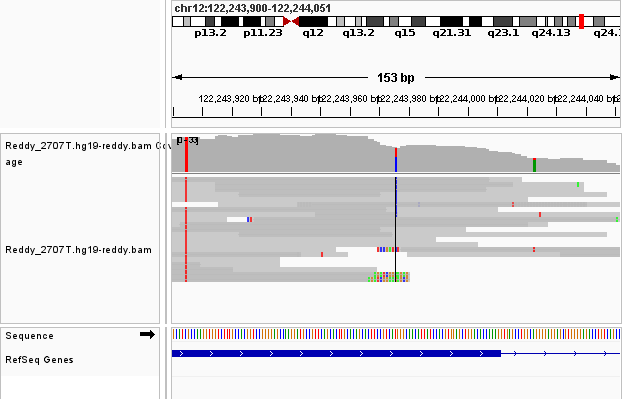 chr12:122,243,900-122,244,051
p13.2 p11.23 q12 q13.2 q15 q21.31 q23.1 q24.13 q24.
153 bp
122,243,920 bp 122,243,940 bp 122,243,960 bp 122,243,980 bp 122,244,000 bp 122,244,020 bp 122,244,040 b
Reddy_2707T.hg19-reddy.bam Cov
age
[0 - 33]
Reddy_2707T.hg19-reddy.bam
Sequence
RefSeq Genes